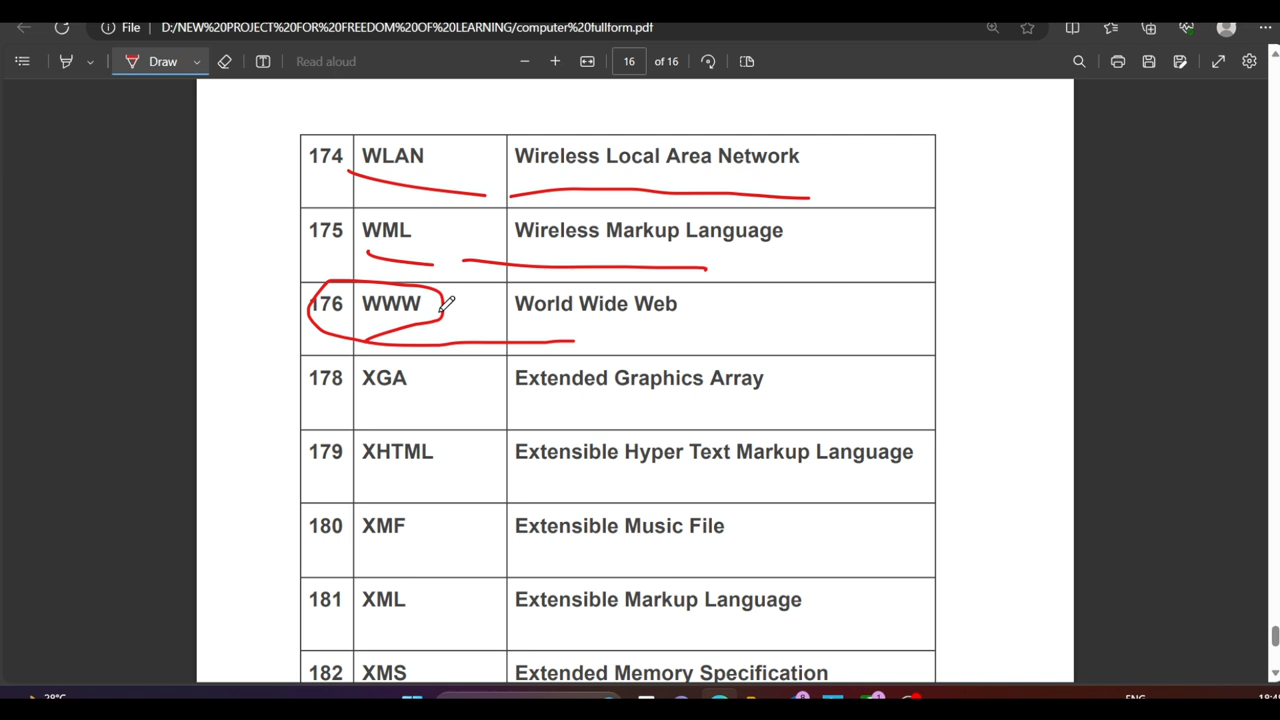 File D:/NEW%20PROJECT%20FOR%20FREEDOM%20OF%20LEARNING/computer%20fullform.pdf
Draw Read aloud 16 of 16
174 WLAN Wireless Local Area Network
175 WML Wireless Markup Language
176 WWW World Wide Web
178 XGA Extended Graphics Array
179 XHTML Extensible Hyper Text Markup Language
180 XMF Extensible Music File
181 XML Extensible Markup Language
182 XMS Extended Memory Specification